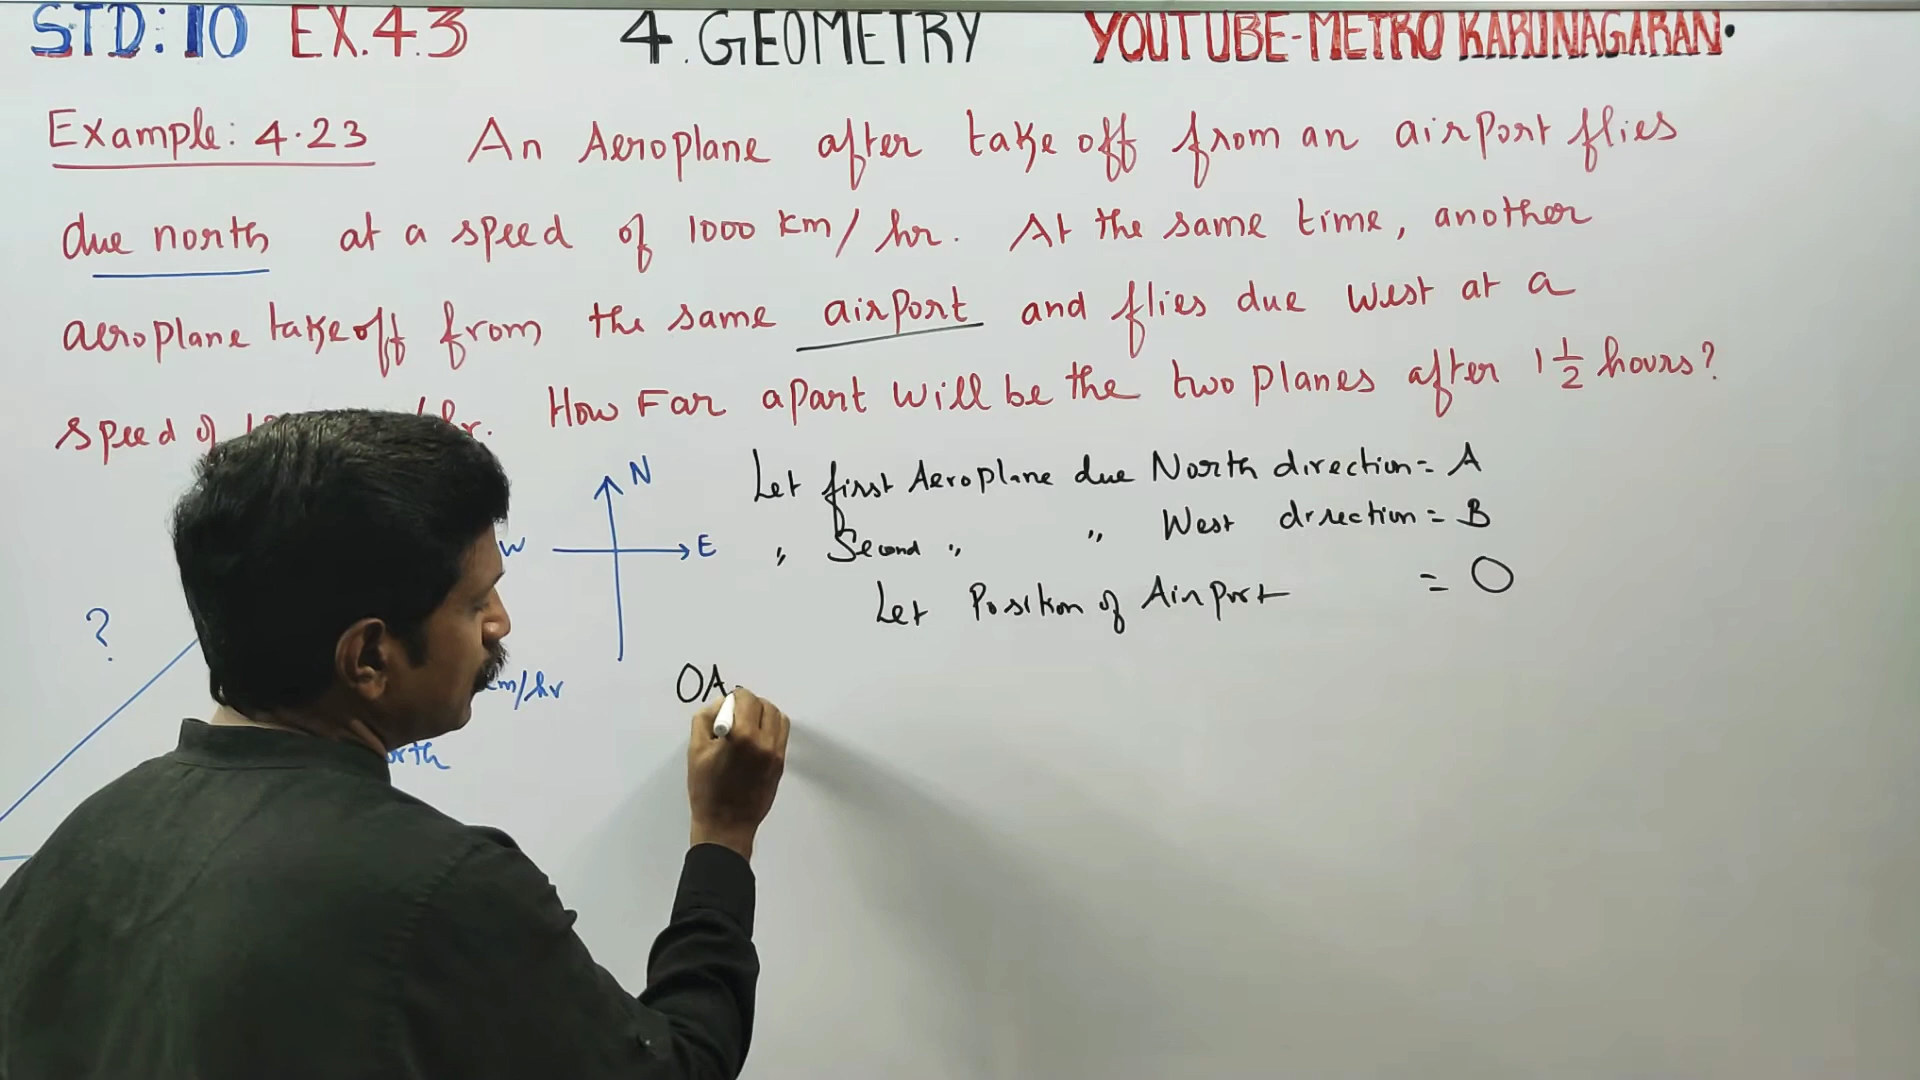 STD: 10 EX.4.3 4. GEOMETRY YOUTUBE-METRO KARUNAGARAN.
Example: 4.23 An Aeroplane after take off from an airport flies
due north at a speed of 1000 km/hr. At the same time, another
aeroplane take off from the same airport and flies due west at a
speed of hr. How Far apart will be the two planes after 1 1/2 hours?
N
W E
Let first Aeroplane due North direction = A
" Second " " West direction = B
Let Position of Airport = O
?
km/hr
OA